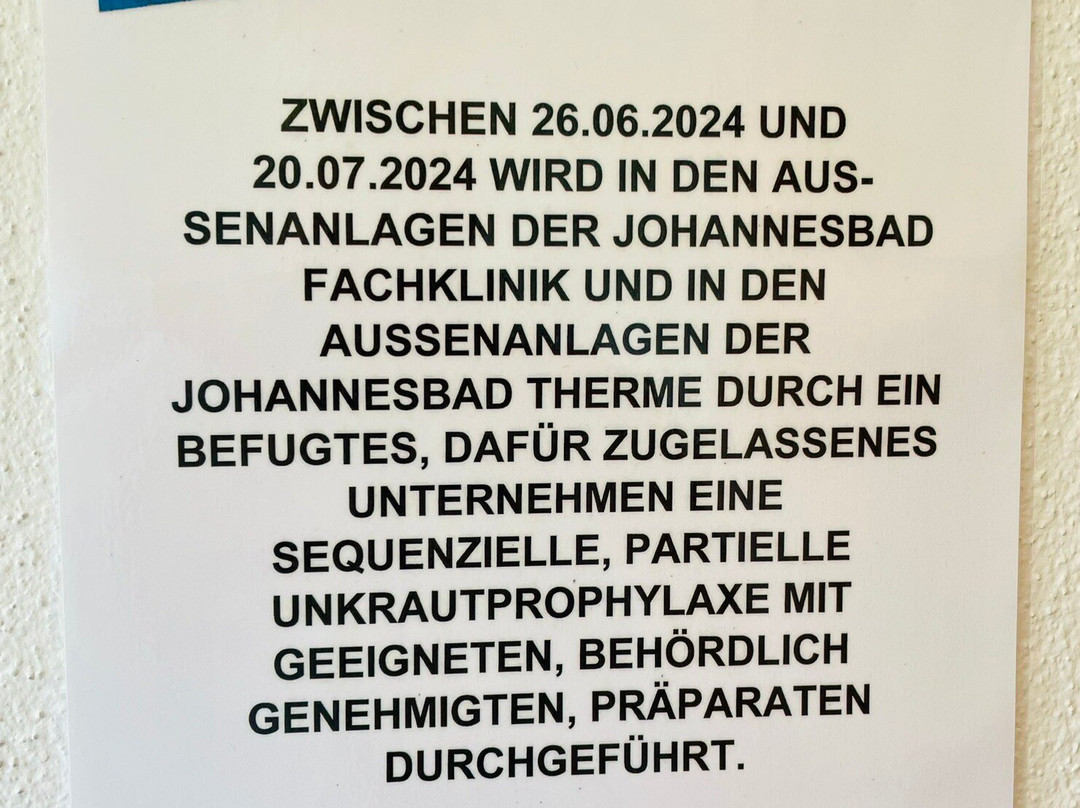 ZWISCHEN 26.06.2024 UND
20.07.2024 WIRD IN DEN AUS-
SENANLAGEN DER JOHANNESBAD
FACHKLINIK UND IN DEN
AUSSENANLAGEN DER
JOHANNESBAD THERME DURCH EIN
BEFUGTES, DAFÜR ZUGELASSENES
UNTERNEHMEN EINE
SEQUENZIELLE, PARTIELLE
UNKRAUTPROPHYLAXE MIT
GEEIGNETEN, BEHÖRDLICH
GENEHMIGTEN, PRÄPARATEN
DURCHGEFÜHRT.